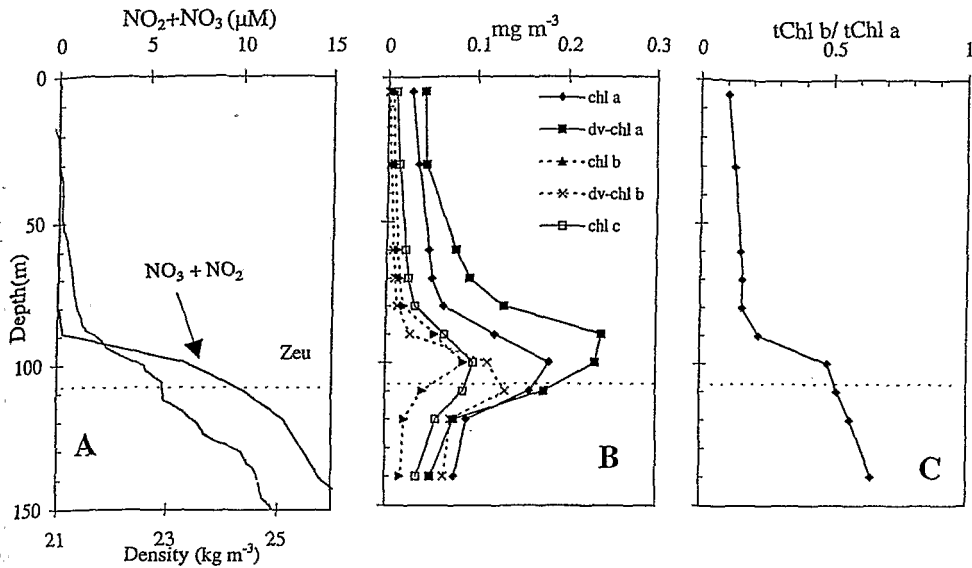 NO₂+NO₃ (μM)
0 5 10 15
Depth(m)
0
50
100
150
NO₃ + NO₂
Zeu
A
21 23 25
Density (kg m⁻³)
mg m⁻³
0 0.1 0.2 0.3
chl a
dv-chl a
chl b
dv-chl b
chl c
B
tChl b/ tChl a
0 0.5 1
C